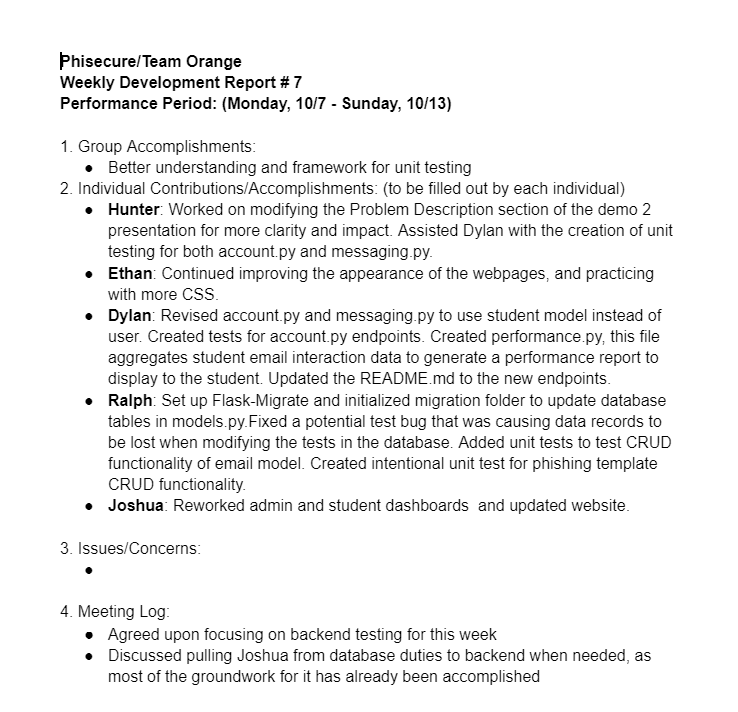 Phisecure/Team Orange
Weekly Development Report # 7
Performance Period: (Monday, 10/7 - Sunday, 10/13)
1. Group Accomplishments:
● Better understanding and framework for unit testing
2. Individual Contributions/Accomplishments: (to be filled out by each individual)
● Hunter: Worked on modifying the Problem Description section of the demo 2
presentation for more clarity and impact. Assisted Dylan with the creation of unit
testing for both account.py and messaging.py.
● Ethan: Continued improving the appearance of the webpages, and practicing
with more CSS.
● Dylan: Revised account.py and messaging.py to use student model instead of
user. Created tests for account.py endpoints. Created performance.py, this file
aggregates student email interaction data to generate a performance report to
display to the student. Updated the README.md to the new endpoints.
● Ralph: Set up Flask-Migrate and initialized migration folder to update database
tables in models.py.Fixed a potential test bug that was causing data records to
be lost when modifying the tests in the database. Added unit tests to test CRUD
functionality of email model. Created intentional unit test for phishing template
CRUD functionality.
● Joshua: Reworked admin and student dashboards  and updated website.
3. Issues/Concerns:
●
4. Meeting Log:
● Agreed upon focusing on backend testing for this week
● Discussed pulling Joshua from database duties to backend when needed, as
most of the groundwork for it has already been accomplished